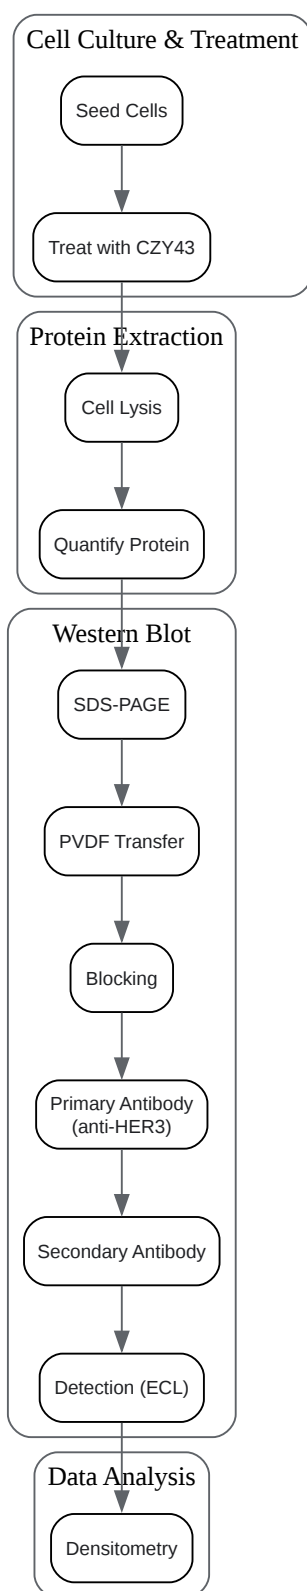 Cell Culture & Treatment
Seed Cells
Treat with CZY43
Protein Extraction
Cell Lysis
Quantify Protein
Western Blot
SDS-PAGE
PVDF Transfer
Blocking
Primary Antibody
(anti-HER3)
Secondary Antibody
Detection (ECL)
Data Analysis
Densitometry